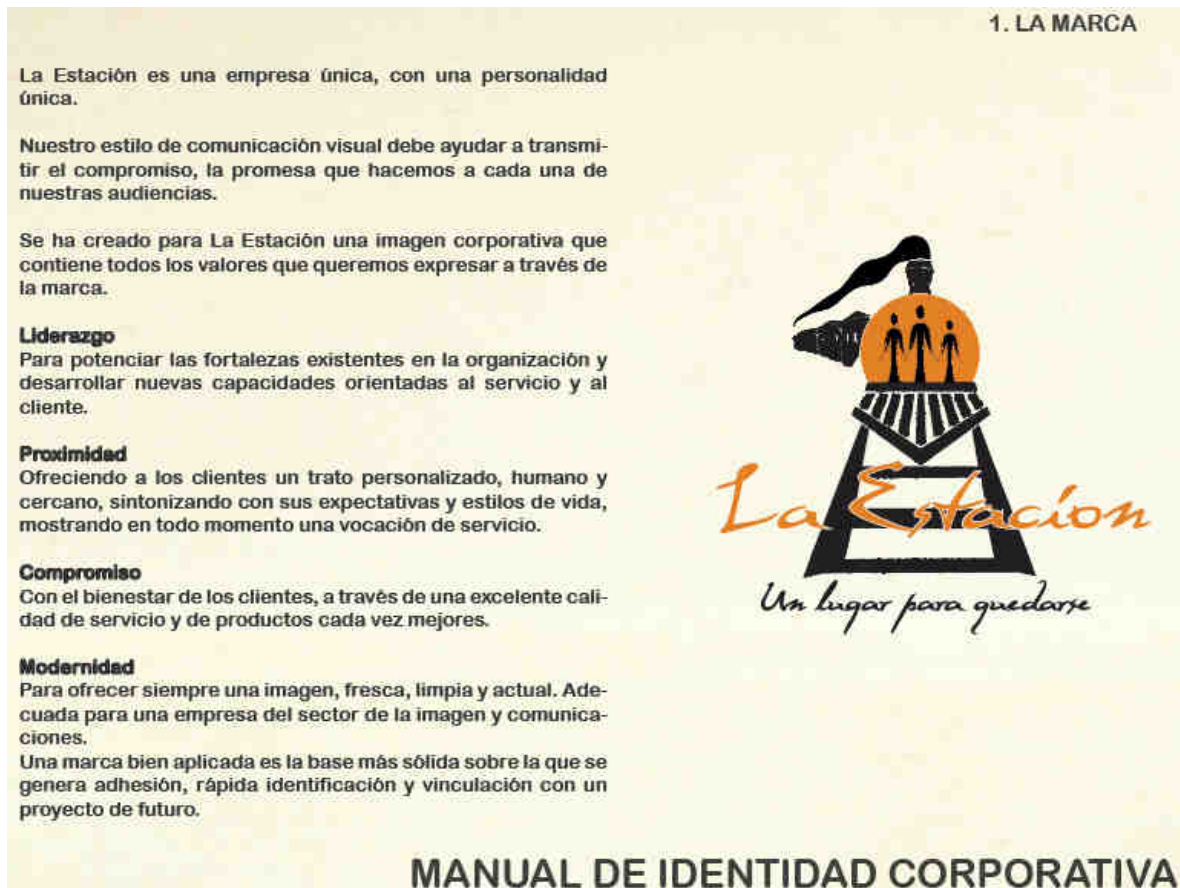 1. LA MARCA
La Estación es una empresa única, con una personalidad
única.
Nuestro estilo de comunicación visual debe ayudar a transmi-
tir el compromiso, la promesa que hacemos a cada una de
nuestras audiencias.
Se ha creado para La Estación una imagen corporativa que
contiene todos los valores que queremos expresar a través de
la marca.
Liderazgo
Para potenciar las fortalezas existentes en la organización y
desarrollar nuevas capacidades orientadas al servicio y al
cliente.
Proximidad
Ofreciendo a los clientes un trato personalizado, humano y
cercano, sintonizando con sus expectativas y estilos de vida,
mostrando en todo momento una vocación de servicio.
Compromiso
Con el bienestar de los clientes, a través de una excelente cali-
dad de servicio y de productos cada vez mejores.
Modernidad
Para ofrecer siempre una imagen, fresca, limpia y actual. Ade-
cuada para una empresa del sector de la imagen y comunica-
ciones.
Una marca bien aplicada es la base más sólida sobre la que se
genera adhesión, rápida identificación y vinculación con un
proyecto de futuro.
La Estacíon
Un lugar para quedarse
MANUAL DE IDENTIDAD CORPORATIVA